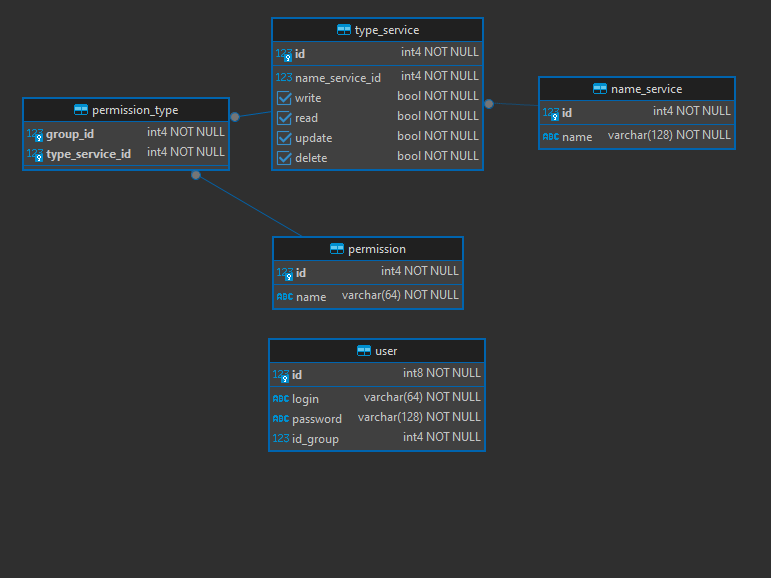 type_service
123 id int4 NOT NULL
123 name_service_id int4 NOT NULL
write bool NOT NULL
read bool NOT NULL
update bool NOT NULL
delete bool NOT NULL
name_service
123 id int4 NOT NULL
ABC name varchar(128) NOT NULL
permission_type
123 group_id int4 NOT NULL
123 type_service_id int4 NOT NULL
permission
123 id int4 NOT NULL
ABC name varchar(64) NOT NULL
user
123 id int8 NOT NULL
ABC login varchar(64) NOT NULL
ABC password varchar(128) NOT NULL
123 id_group int4 NOT NULL